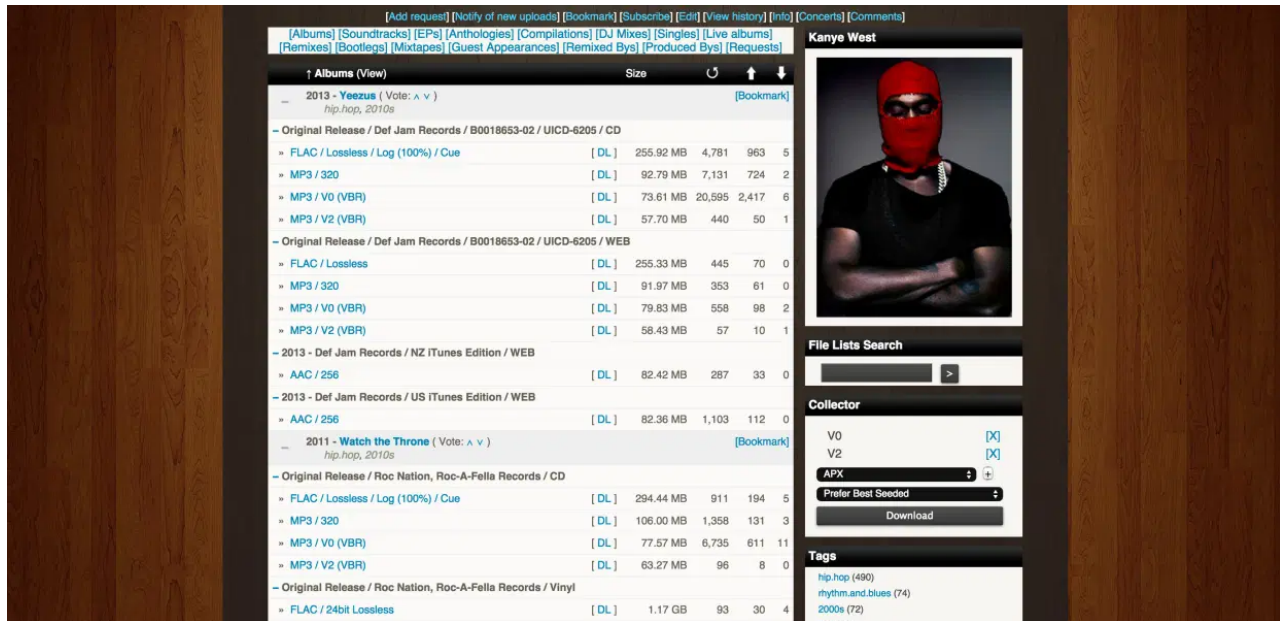 [Add request] [Notify of new uploads] [Bookmark] [Subscribe] [Edit] [View history] [Info] [Concerts] [Comments]
[Albums] [Soundtracks] [EPs] [Anthologies] [Compilations] [DJ Mixes] [Singles] [Live albums]
[Remixes] [Bootlegs] [Mixtapes] [Guest Appearances] [Remixed Bys] [Produced Bys] [Requests]
↑ Albums (View) Size
2013 - Yeezus ( Vote: ʌ v ) [Bookmark]
hip.hop, 2010s
− Original Release / Def Jam Records / B0018653-02 / UICD-6205 / CD
» FLAC / Lossless / Log (100%) / Cue [ DL ] 255.92 MB 4,781 963 5
» MP3 / 320 [ DL ] 92.79 MB 7,131 724 2
» MP3 / V0 (VBR) [ DL ] 73.61 MB 20,595 2,417 6
» MP3 / V2 (VBR) [ DL ] 57.70 MB 440 50 1
− Original Release / Def Jam Records / B0018653-02 / UICD-6205 / WEB
» FLAC / Lossless [ DL ] 255.33 MB 445 70 0
» MP3 / 320 [ DL ] 91.97 MB 353 61 0
» MP3 / V0 (VBR) [ DL ] 79.83 MB 558 98 2
» MP3 / V2 (VBR) [ DL ] 58.43 MB 57 10 1
− 2013 - Def Jam Records / NZ iTunes Edition / WEB
» AAC / 256 [ DL ] 82.42 MB 287 33 0
− 2013 - Def Jam Records / US iTunes Edition / WEB
» AAC / 256 [ DL ] 82.36 MB 1,103 112 0
2011 - Watch the Throne ( Vote: ʌ v ) [Bookmark]
hip.hop, 2010s
− Original Release / Roc Nation, Roc-A-Fella Records / CD
» FLAC / Lossless / Log (100%) / Cue [ DL ] 294.44 MB 911 194 5
» MP3 / 320 [ DL ] 106.00 MB 1,358 131 3
» MP3 / V0 (VBR) [ DL ] 77.57 MB 6,735 611 11
» MP3 / V2 (VBR) [ DL ] 63.27 MB 96 8 0
− Original Release / Roc Nation, Roc-A-Fella Records / Vinyl
» FLAC / 24bit Lossless [ DL ] 1.17 GB 93 30 4
Kanye West
File Lists Search
>
Collector
V0 [X]
V2 [X]
APX +
Prefer Best Seeded
Download
Tags
hip.hop (490)
rhythm.and.blues (74)
2000s (72)